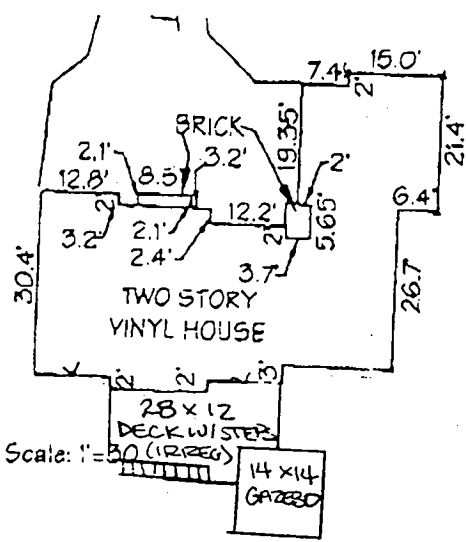 7.4'
15.0'
2'
BRICK
19.35'
21.4'
2.1'
3.2'
2'
12.8'
8.5'
6.4'
2'
12.2'
5.65'
3.2'
2.1'
2'
2.4'
3.7'
30.4'
26.7'
TWO STORY
VINYL HOUSE
2'
2'
3'
28 X 12
DECK W/ STEPS
(IRREG)
Scale: 1"=30
14 X 14
GAZEBO